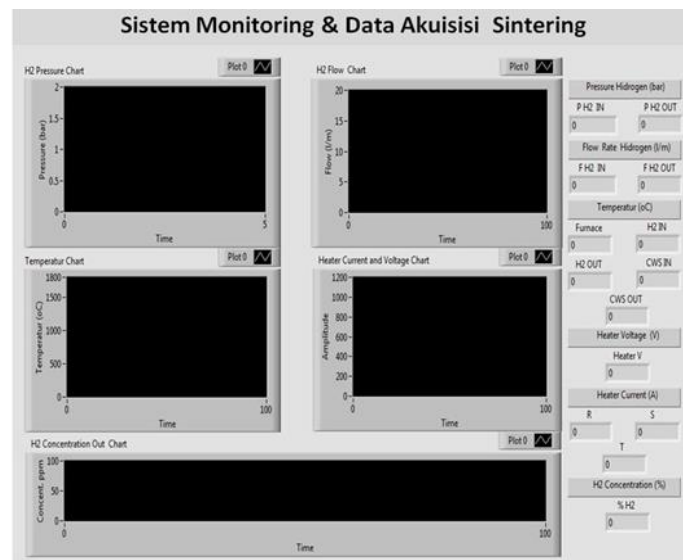 Sistem Monitoring & Data Akuisisi Sintering
H2 Pressure Chart
Plot 0
Pressure (bar)
2-
1.5-
1-
0.5-
0-
0
5
Time
H2 Flow Chart
Plot 0
Flow (l/m)
20-
15-
10-
5-
0-
0
100
Time
Temperatur Chart
Plot 0
Temperatur (oC)
1800-
1500-
1000-
500-
0-
0
100
Time
Heater Current and Voltage Chart
Plot 0
Amplitude
1200-
1000-
800-
600-
400-
200-
0-
0
100
Time
H2 Concentration Out Chart
Plot 0
Concent. ppm
100-
50-
0-
0
100
Time
Pressure Hidrogen (bar)
P H2 IN P H2 OUT
0 0
Flow Rate Hidrogen (l/m)
F H2 IN F H2 OUT
0 0
Temperatur (oC)
Furnace H2 IN
0 0
H2 OUT CWS IN
0 0
CWS OUT
0
Heater Voltage (V)
Heater V
0
Heater Current (A)
R S
0 0
T
0
H2 Concentration (%)
% H2
0